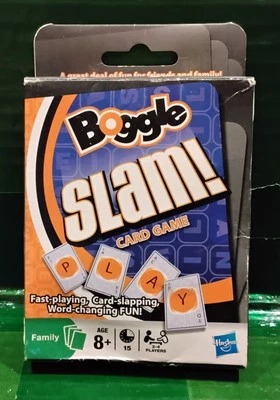 A great deal of fun for friends and family!
Boggle
SLAM!
CARD GAME
P L A Y
Fast-playing, Card-slapping,
Word-changing FUN!
Family
AGE
8+
15
2-4
PLAYERS
Hasbro